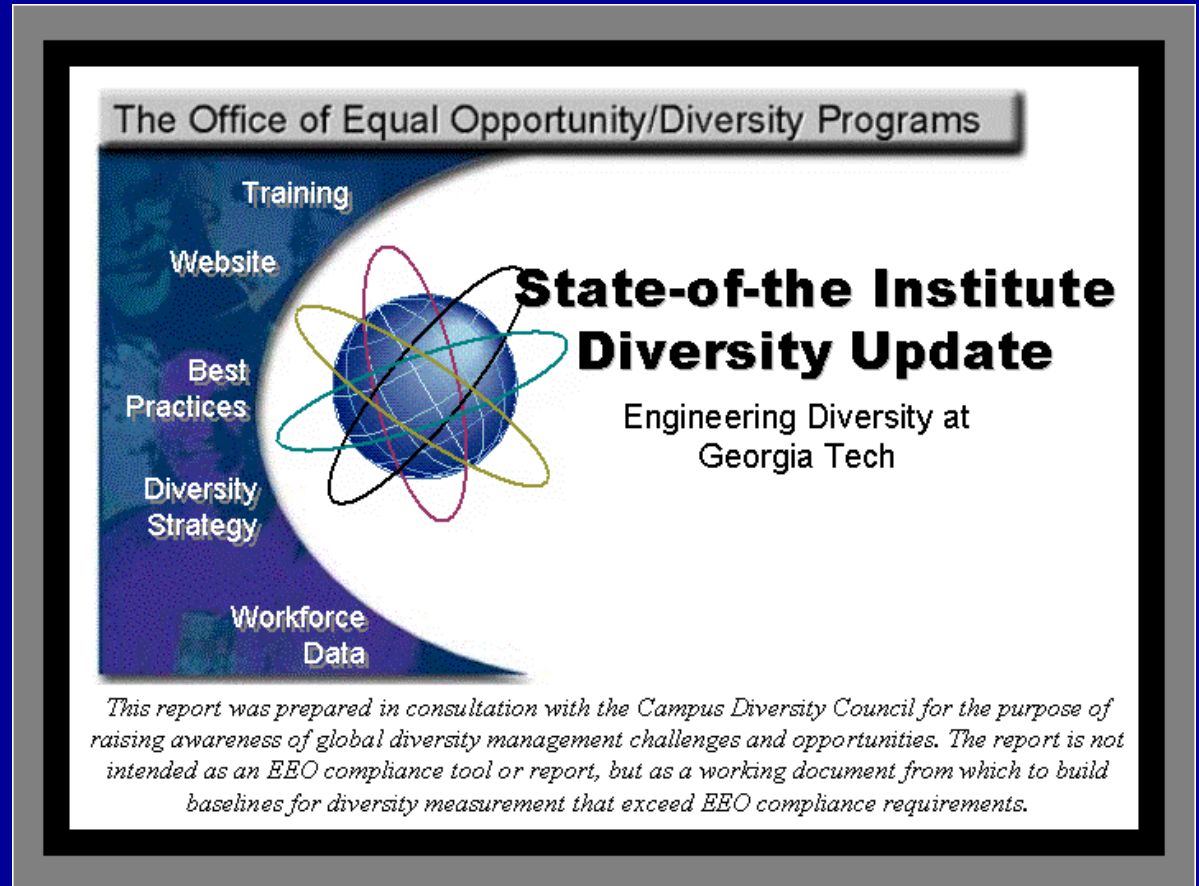 The Office of Equal Opportunity/Diversity Programs
Training
Website
Best
Practices
Diversity
Strategy
Workforce
Data
State-of-the Institute
Diversity Update
Engineering Diversity at
Georgia Tech
This report was prepared in consultation with the Campus Diversity Council for the purpose of
raising awareness of global diversity management challenges and opportunities. The report is not
intended as an EEO compliance tool or report, but as a working document from which to build
baselines for diversity measurement that exceed EEO compliance requirements.